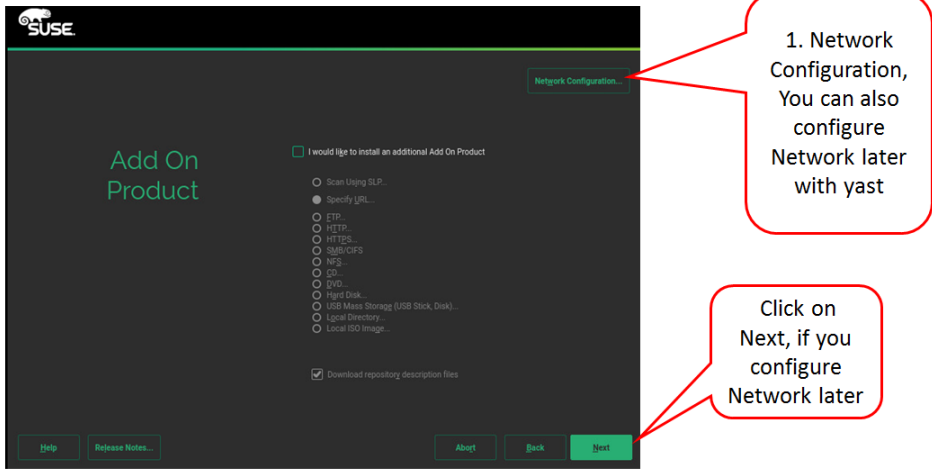 SUSE.
Network Configuration...
Add On
Product
I would like to install an additional Add On Product
Scan Using SLP...
Specify URL...
FTP...
HTTP...
HTTPS...
SMB/CIFS
NFS...
CD...
DVD...
Hard Disk...
USB Mass Storage (USB Stick, Disk)...
Local Directory...
Local ISO Image...
Download repository description files
Help
Release Notes...
Abort
Back
Next
1. Network
Configuration,
You can also
configure
Network later
with yast
Click on
Next, if you
configure
Network later